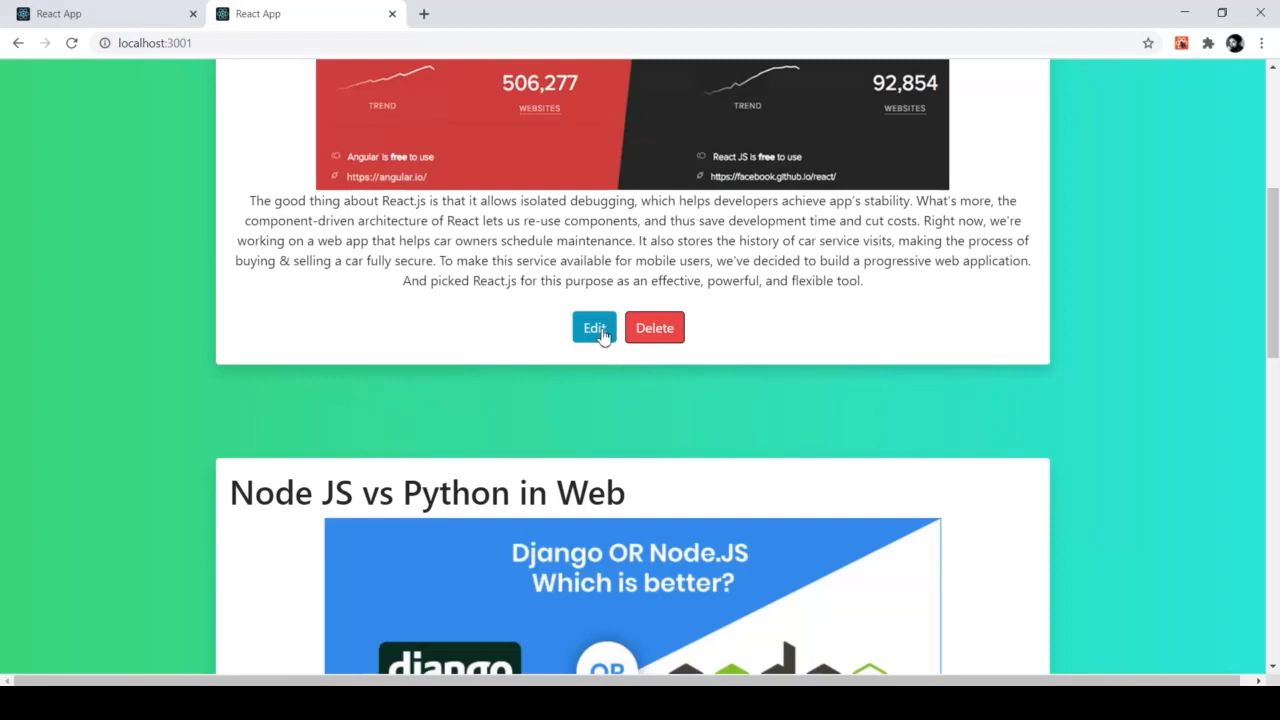 React App
React App
localhost:3001
506,277
92,854
TREND
WEBSITES
TREND
WEBSITES
Angular is free to use
React JS is free to use
https://angular.io/
https://facebook.github.io/react/
The good thing about React.js is that it allows isolated debugging, which helps developers achieve app's stability. What's more, the
component-driven architecture of React lets us re-use components, and thus save development time and cut costs. Right now, we're
working on a web app that helps car owners schedule maintenance. It also stores the history of car service visits, making the process of
buying & selling a car fully secure. To make this service available for mobile users, we've decided to build a progressive web application.
And picked React.js for this purpose as an effective, powerful, and flexible tool.
Edit
Delete
Node JS vs Python in Web
Django OR Node.JS
Which is better?
django
OR